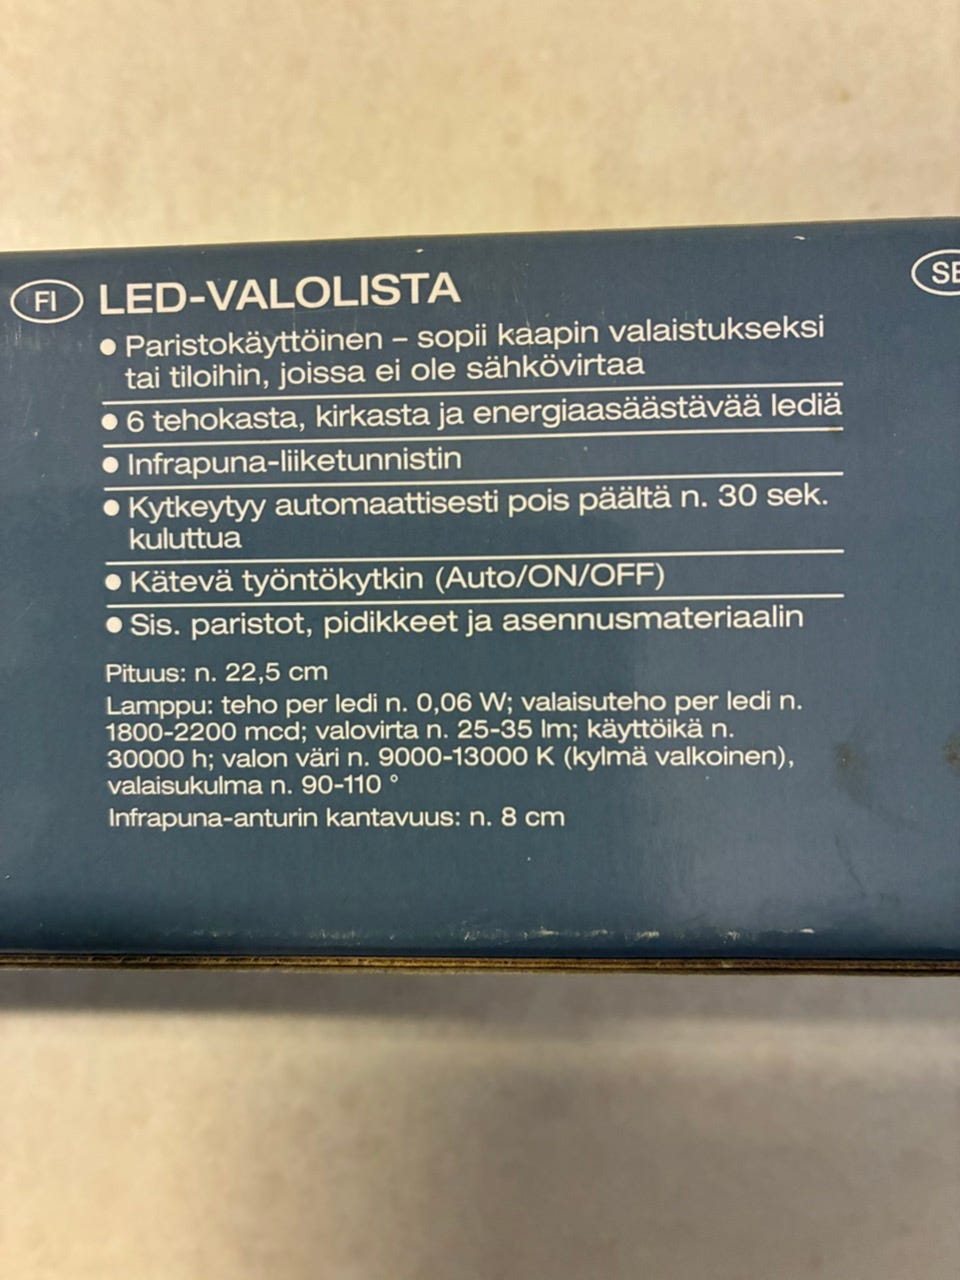 FI LED-VALOLISTA
SE
● Paristokäyttöinen – sopii kaapin valaistukseksi
tai tiloihin, joissa ei ole sähkövirtaa
● 6 tehokasta, kirkasta ja energiaasäästävää lediä
● Infrapuna-liiketunnistin
● Kytkeytyy automaattisesti pois päältä n. 30 sek.
kuluttua
● Kätevä työntökytkin (Auto/ON/OFF)
● Sis. paristot, pidikkeet ja asennusmateriaalin
Pituus: n. 22,5 cm
Lamppu: teho per ledi n. 0,06 W; valaisuteho per ledi n.
1800-2200 mcd; valovirta n. 25-35 lm; käyttöikä n.
30000 h; valon väri n. 9000-13000 K (kylmä valkoinen),
valaisukulma n. 90-110 °
Infrapuna-anturin kantavuus: n. 8 cm